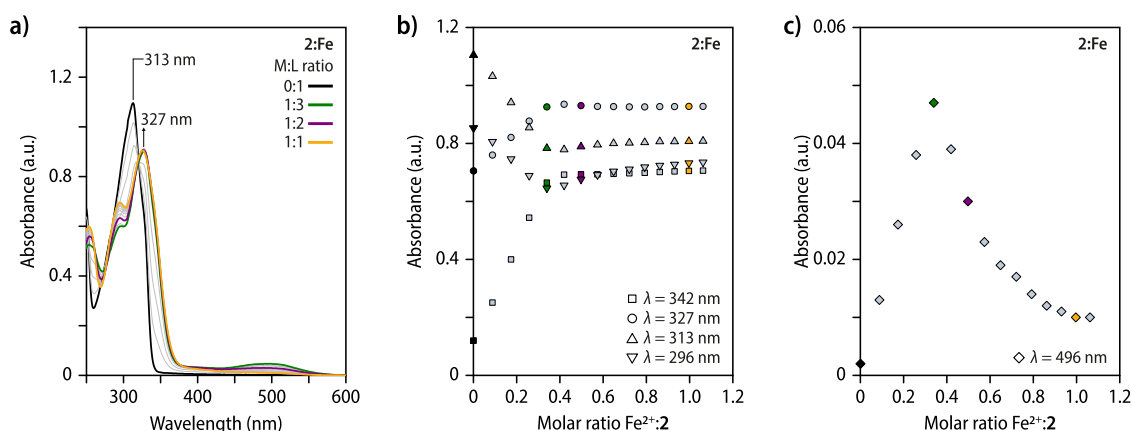 a)
2:Fe
M:L ratio
0:1
1:3
1:2
1:1
313 nm
327 nm
1.2
0.8
0.4
0
300
400
500
600
Absorbance (a.u.)
Wavelength (nm)
b)
2:Fe
1.2
0.8
0.4
0
0
0.2
0.4
0.6
0.8
1.0
1.2
Absorbance (a.u.)
Molar ratio Fe²⁺:2
λ = 342 nm
λ = 327 nm
λ = 313 nm
λ = 296 nm
c)
2:Fe
0.06
0.04
0.02
0
0
0.2
0.4
0.6
0.8
1.0
1.2
Absorbance (a.u.)
Molar ratio Fe²⁺:2
λ = 496 nm